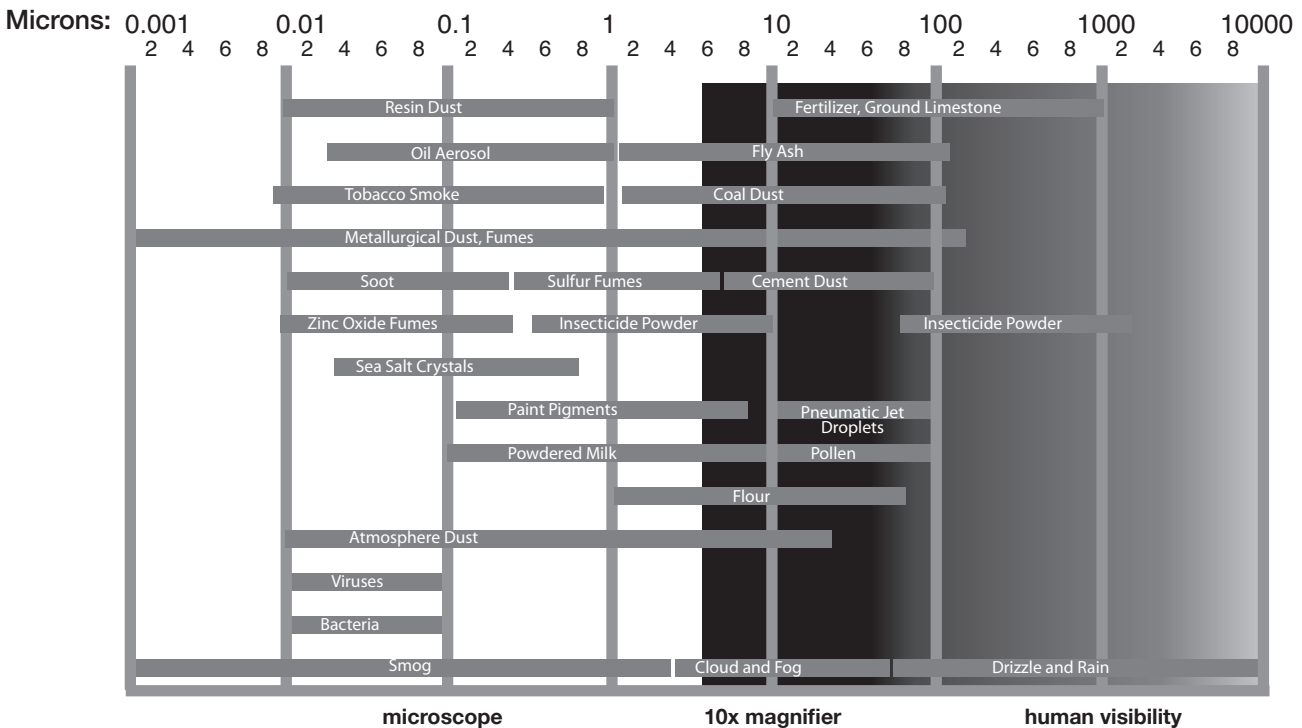 Microns: 0.001 0.01 0.1 1 10 100 1000 10000
2 4 6 8 2 4 6 8 2 4 6 8 2 4 6 8 2 4 6 8 2 4 6 8 2 4 6 8
Resin Dust Fertilizer, Ground Limestone
Oil Aerosol Fly Ash
Tobacco Smoke Coal Dust
Metallurgical Dust, Fumes
Soot Sulfur Fumes Cement Dust
Zinc Oxide Fumes Insecticide Powder Insecticide Powder
Sea Salt Crystals
Paint Pigments Pneumatic Jet
Droplets
Powdered Milk Pollen
Flour
Atmosphere Dust
Viruses
Bacteria
Smog Cloud and Fog Drizzle and Rain
microscope 10x magnifier human visibility